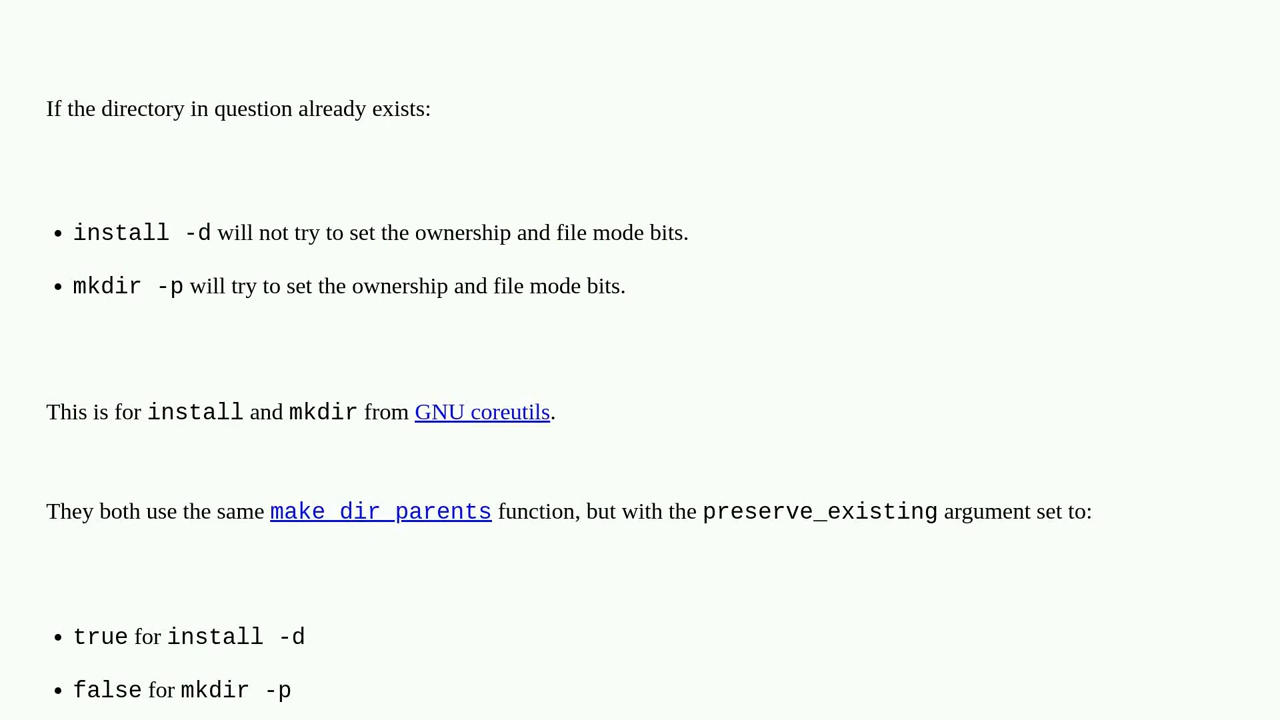 If the directory in question already exists:
• install -d will not try to set the ownership and file mode bits.
• mkdir -p will try to set the ownership and file mode bits.
This is for install and mkdir from GNU coreutils.
They both use the same make_dir_parents function, but with the preserve_existing argument set to:
• true for install -d
• false for mkdir -p